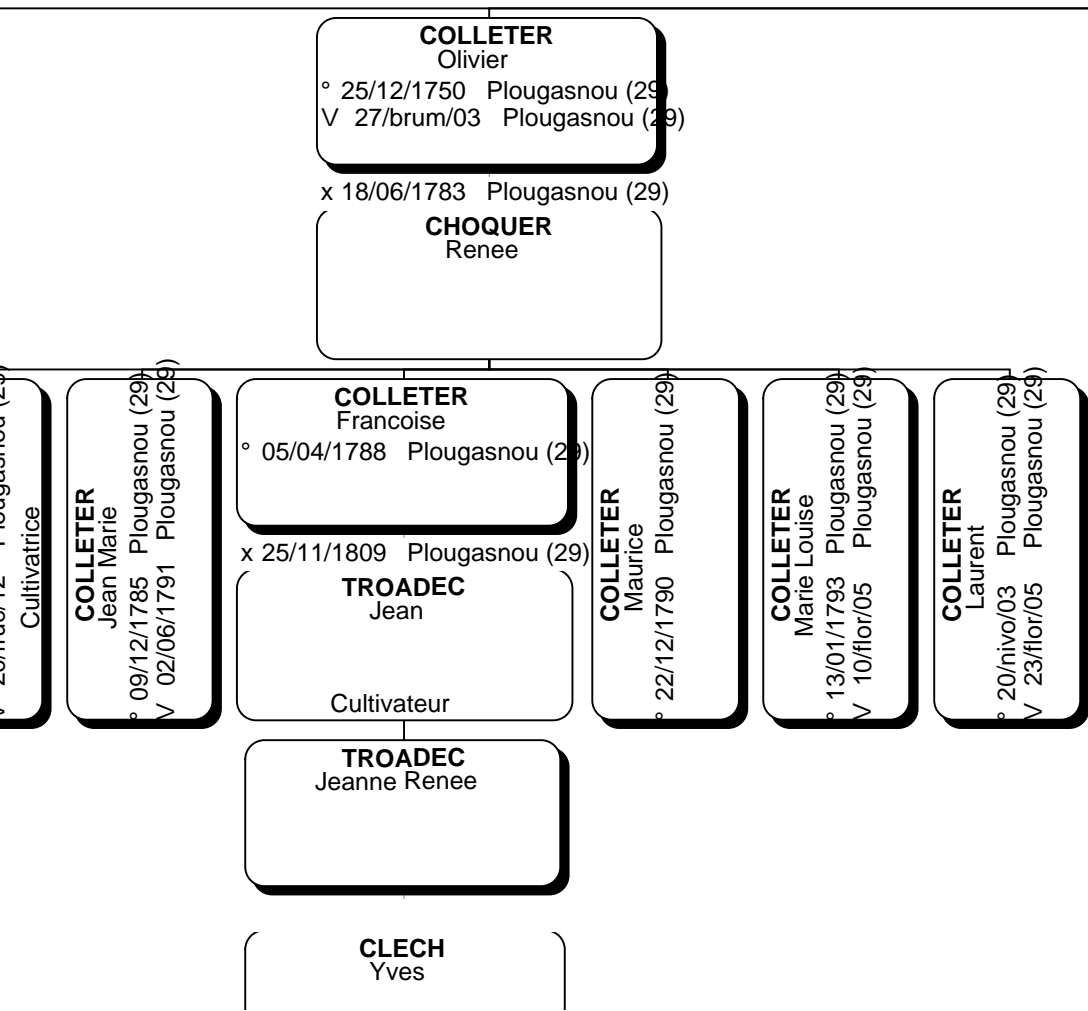 COLLETER
Olivier
° 25/12/1750 Plougasnou (29)
V 27/brum/03 Plougasnou (29)
x 18/06/1783 Plougasnou (29)
CHOQUER
Renee
Cultivatrice
COLLETER
Jean Marie
° 09/12/1785 Plougasnou (29)
V 02/06/1791 Plougasnou (29)
COLLETER
Francoise
° 05/04/1788 Plougasnou (29)
x 25/11/1809 Plougasnou (29)
TROADEC
Jean
Cultivateur
COLLETER
Maurice
° 22/12/1790 Plougasnou (29)
COLLETER
Marie Louise
° 13/01/1793 Plougasnou (29)
V 10/flor/05 Plougasnou (29)
COLLETER
Laurent
° 20/nivo/03 Plougasnou (29)
V 23/flor/05 Plougasnou (29)
TROADEC
Jeanne Renee
CLECH
Yves